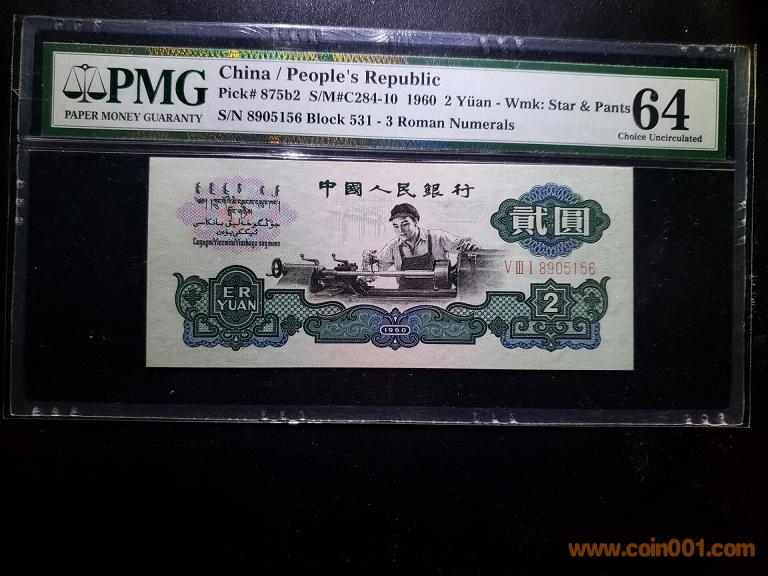 PMG
PAPER MONEY GUARANTY
China / People's Republic
Pick# 875b2 S/M#C284-10 1960 2 Yüan - Wmk: Star & Pants
S/N 8905156 Block 531 - 3 Roman Numerals
64
Choice Uncirculated
中國人民銀行
貳圓
VIII I 8905156
ER
YUAN
1960
2
www.coin001.com